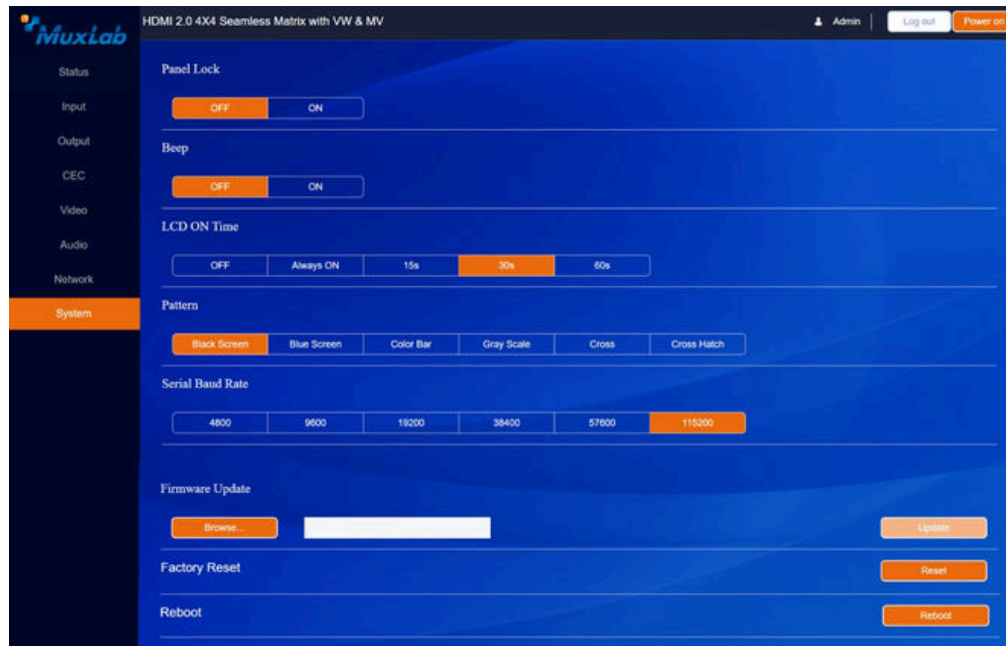 MuxLab
HDMI 2.0 4X4 Seamless Matrix with VW & MV
Admin
Log out
Power on
Status
Input
Output
CEC
Video
Audio
Network
System
Panel Lock
OFF ON
Beep
OFF ON
LCD ON Time
OFF Always ON 15s 30s 60s
Pattern
Black Screen Blue Screen Color Bar Gray Scale Cross Cross Hatch
Serial Baud Rate
4800 9600 19200 38400 57600 115200
Firmware Update
Browse... Update
Factory Reset Reset
Reboot Reboot